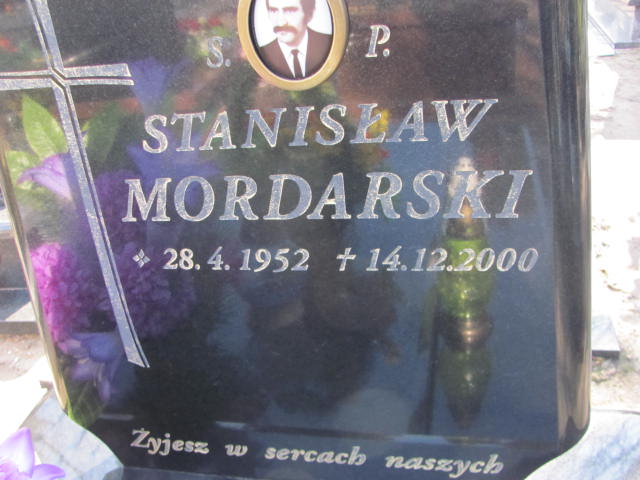 S. P.
STANISŁAW
MORDARSKI
28.4.1952 † 14.12.2000
Żyjesz w sercach naszych